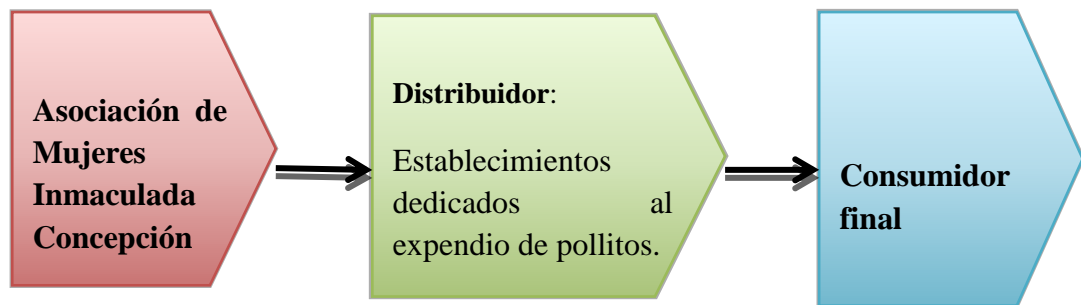 Asociación de
Mujeres
Inmaculada
Concepción
Distribuidor:
Establecimientos
dedicados al
expendio de pollitos.
Consumidor
final